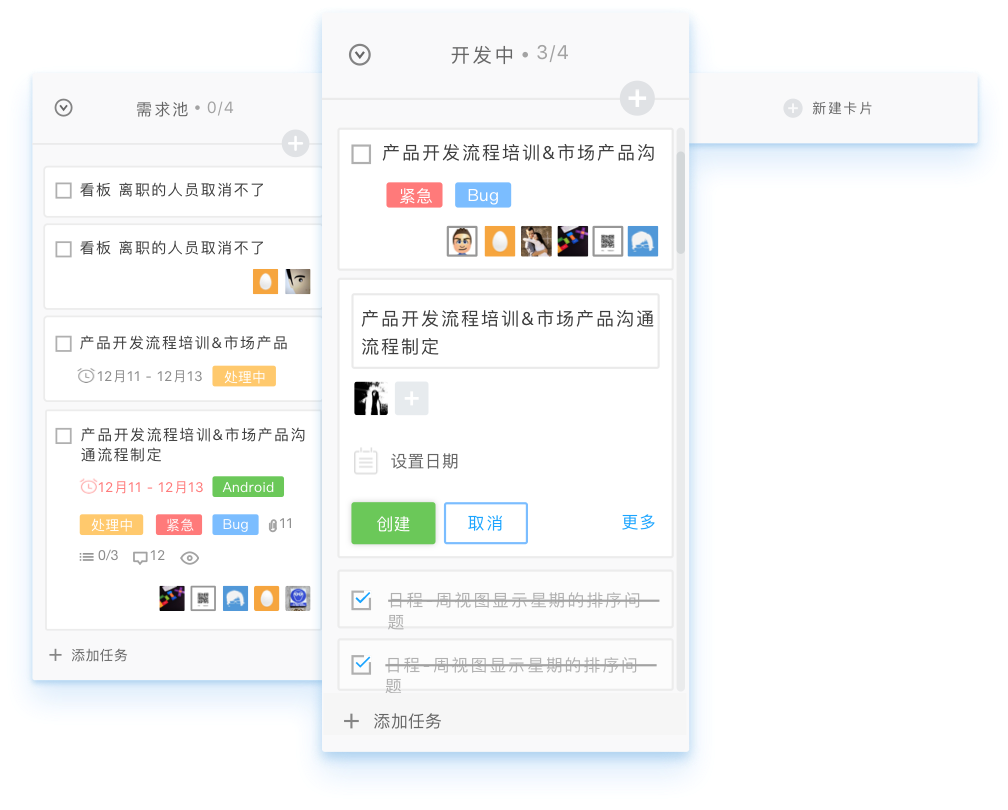 需求池 • 0/4
看板 离职的人员取消不了
看板 离职的人员取消不了
产品开发流程培训&市场产品
12月11 - 12月13 处理中
产品开发流程培训&市场产品沟
通流程制定
12月11 - 12月13 Android
处理中 紧急 Bug 11
0/3 12
添加任务
开发中 • 3/4
产品开发流程培训&市场产品沟
紧急 Bug
产品开发流程培训&市场产品沟通
流程制定
设置日期
创建 取消 更多
日程-周视图显示星期的排序问
题
日程-周视图显示星期的排序问
题
添加任务
新建卡片